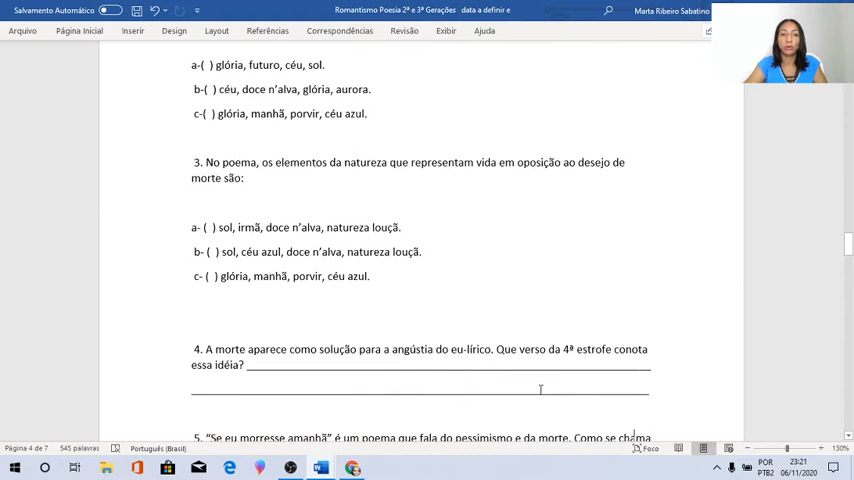 Salvamento Automático
Romantismo Poesia 2ª e 3ª Gerações data a definir e
Marta Ribeiro Sabatino
Arquivo Página Inicial Inserir Design Layout Referências Correspondências Revisão Exibir Ajuda
a-( ) glória, futuro, céu, sol.
b-( ) céu, doce n’alva, glória, aurora.
c-( ) glória, manhã, porvir, céu azul.
3. No poema, os elementos da natureza que representam vida em oposição ao desejo de
morte são:
a- ( ) sol, irmã, doce n’alva, natureza louçã.
b- ( ) sol, céu azul, doce n’alva, natureza louçã.
c- ( ) glória, manhã, porvir, céu azul.
4. A morte aparece como solução para a angústia do eu-lírico. Que verso da 4ª estrofe conota
essa idéia?
5. “Se eu morresse amanhã” é um poema que fala do pessimismo e da morte. Como se chama
Página 4 de 7 545 palavras Português (Brasil) Foco 130%
POR 23:21
PTB2 06/11/2020